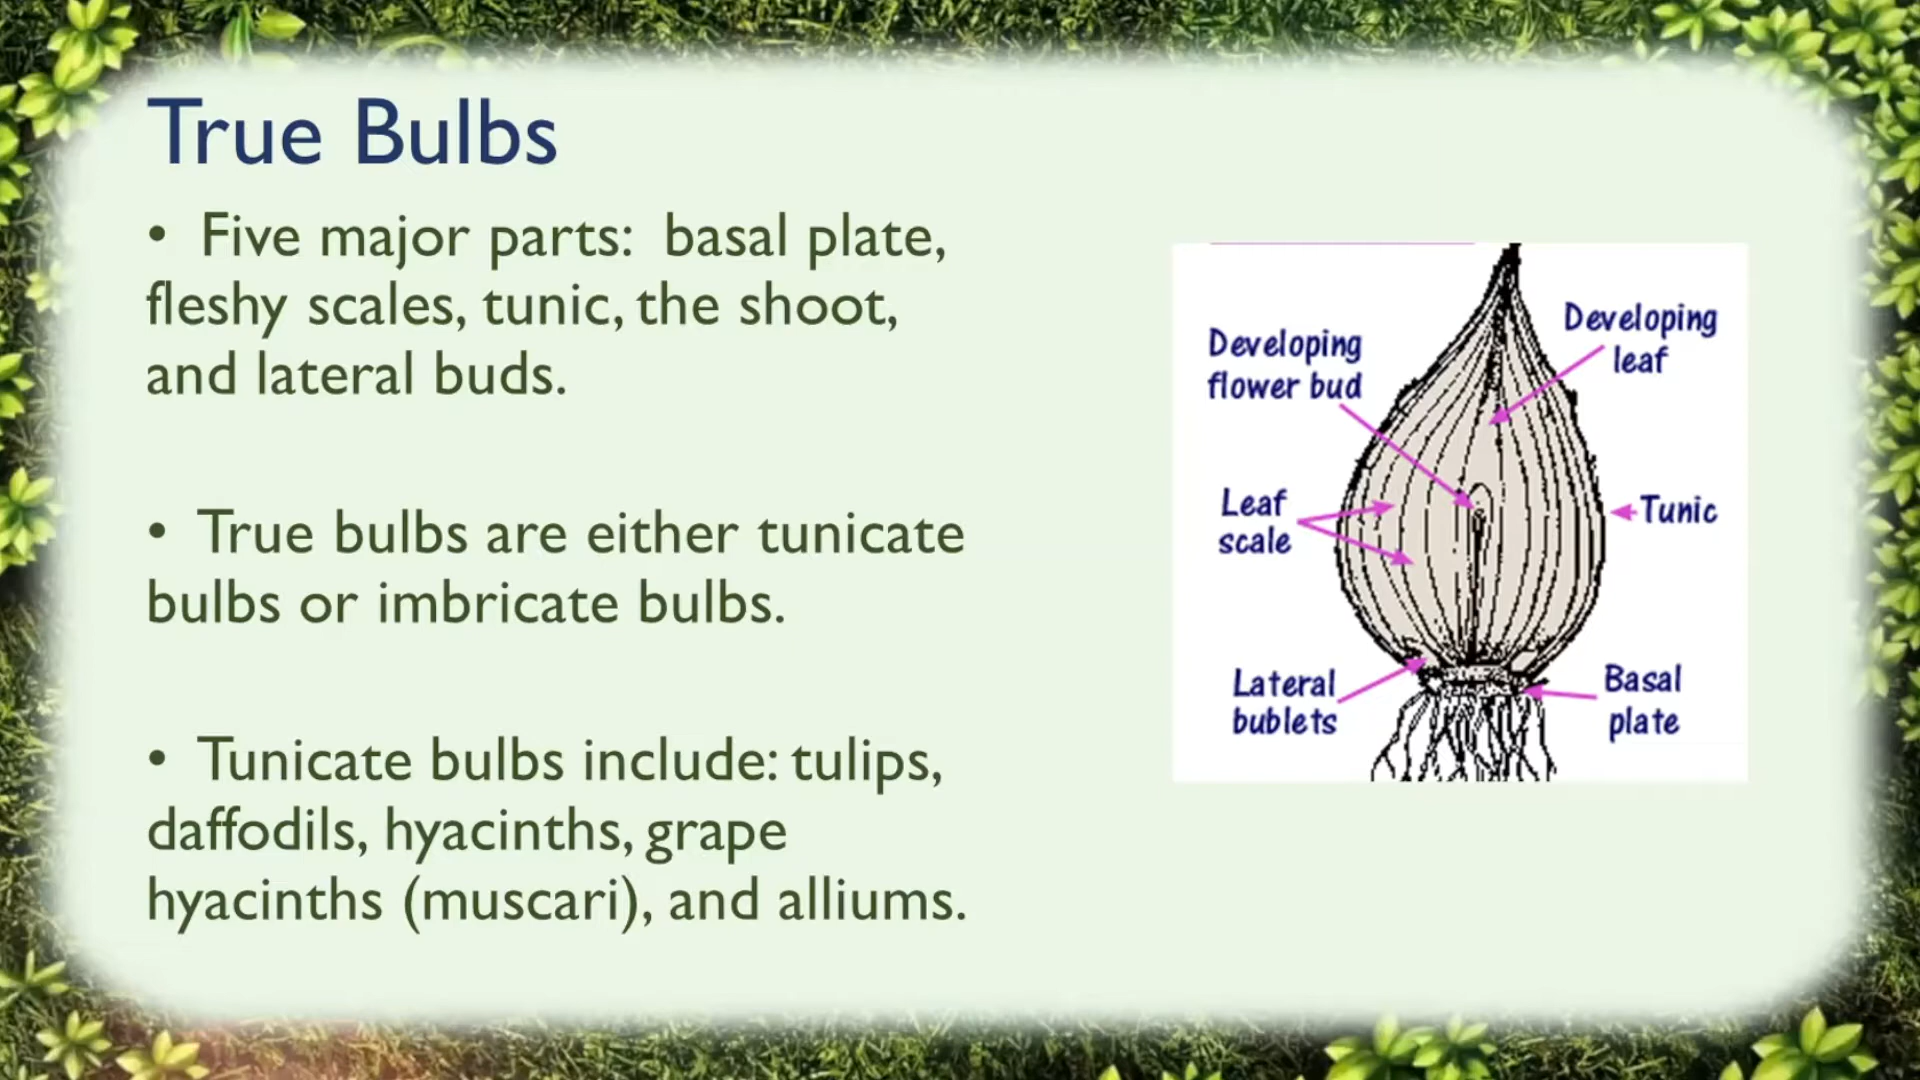 True Bulbs
• Five major parts: basal plate,
fleshy scales, tunic, the shoot,
and lateral buds.
• True bulbs are either tunicate
bulbs or imbricate bulbs.
• Tunicate bulbs include: tulips,
daffodils, hyacinths, grape
hyacinths (muscari), and alliums.
Developing
flower bud
Developing
leaf
Leaf
scale
Tunic
Lateral
bublets
Basal
plate